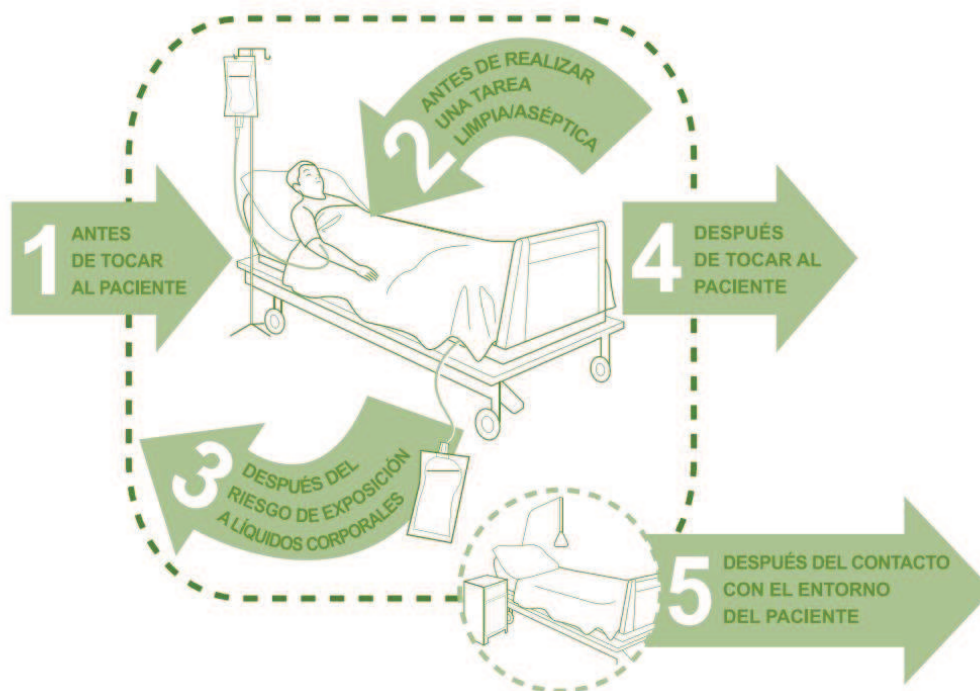 1
ANTES
DE TOCAR
AL PACIENTE
2
ANTES DE REALIZAR
UNA TAREA
LIMPIA/ASÉPTICA
3
DESPUÉS DEL
RIESGO DE EXPOSICIÓN
A LÍQUIDOS CORPORALES
4
DESPUÉS
DE TOCAR AL
PACIENTE
5
DESPUÉS DEL CONTACTO
CON EL ENTORNO
DEL PACIENTE